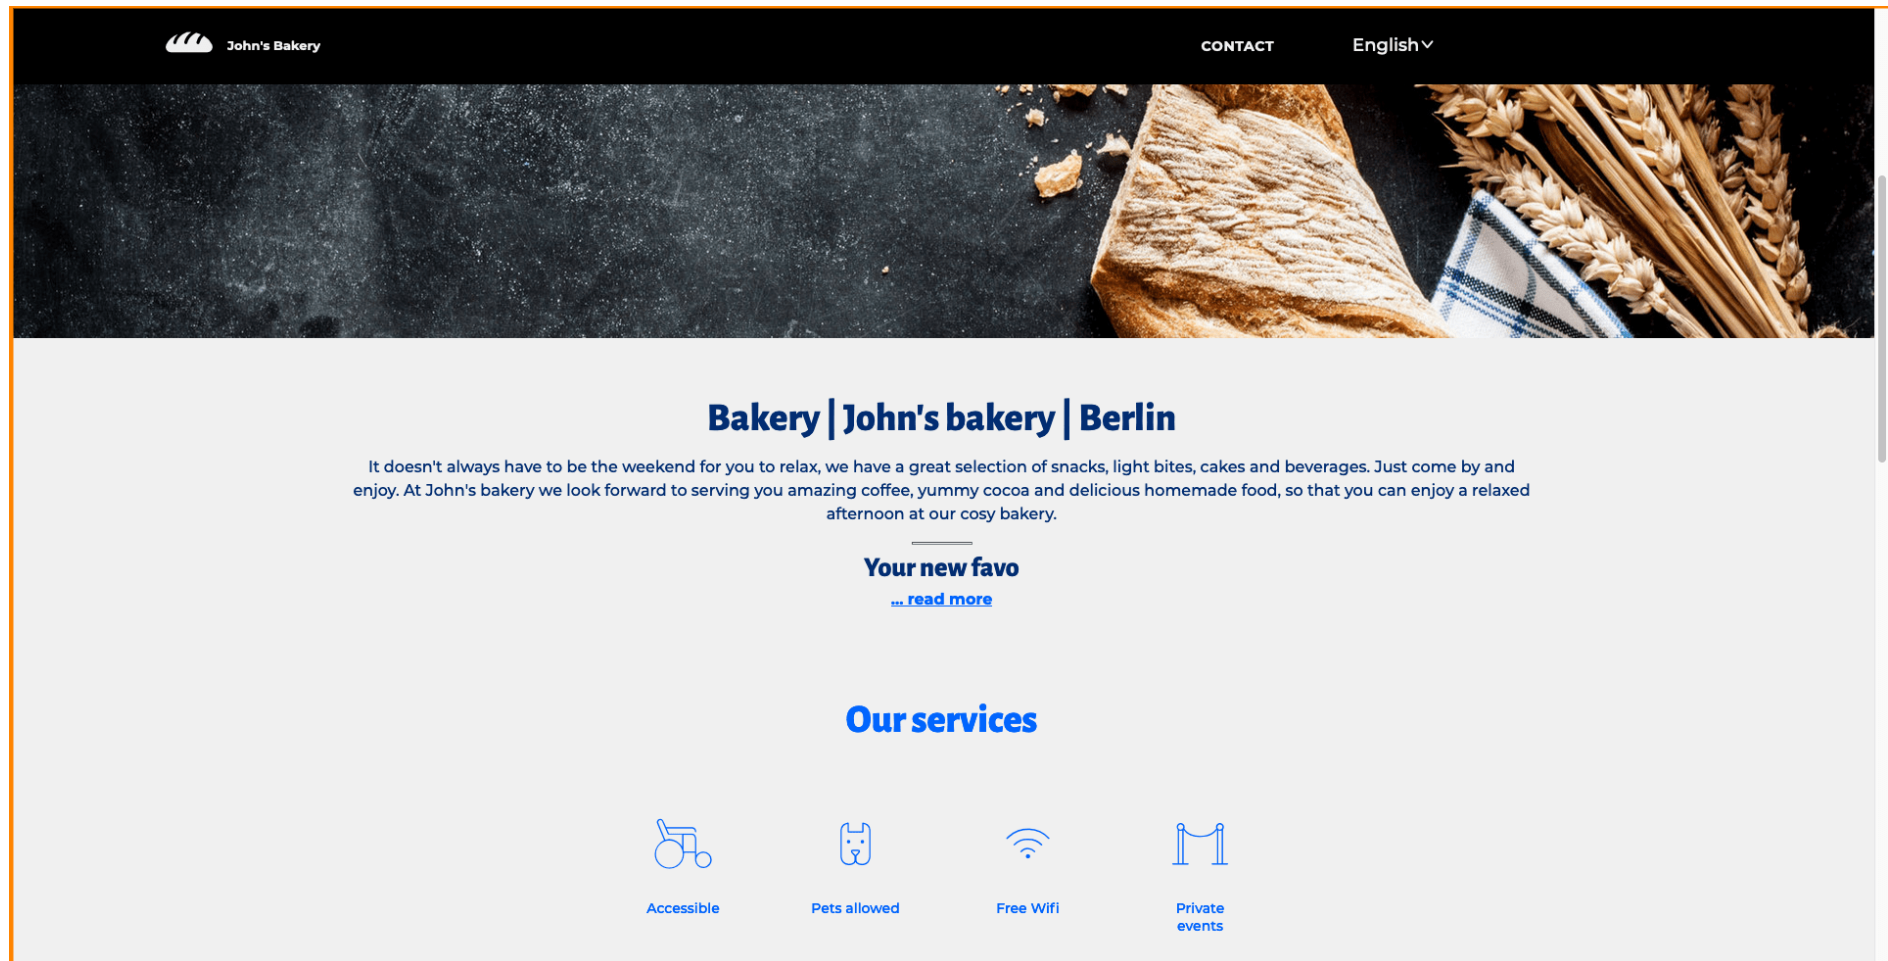 John's Bakery
CONTACT
English
Bakery | John's bakery | Berlin
It doesn't always have to be the weekend for you to relax, we have a great selection of snacks, light bites, cakes and beverages. Just come by and
enjoy. At John's bakery we look forward to serving you amazing coffee, yummy cocoa and delicious homemade food, so that you can enjoy a relaxed
afternoon at our cosy bakery.
Your new favo
... read more
Our services
Accessible
Pets allowed
Free Wifi
Private
events